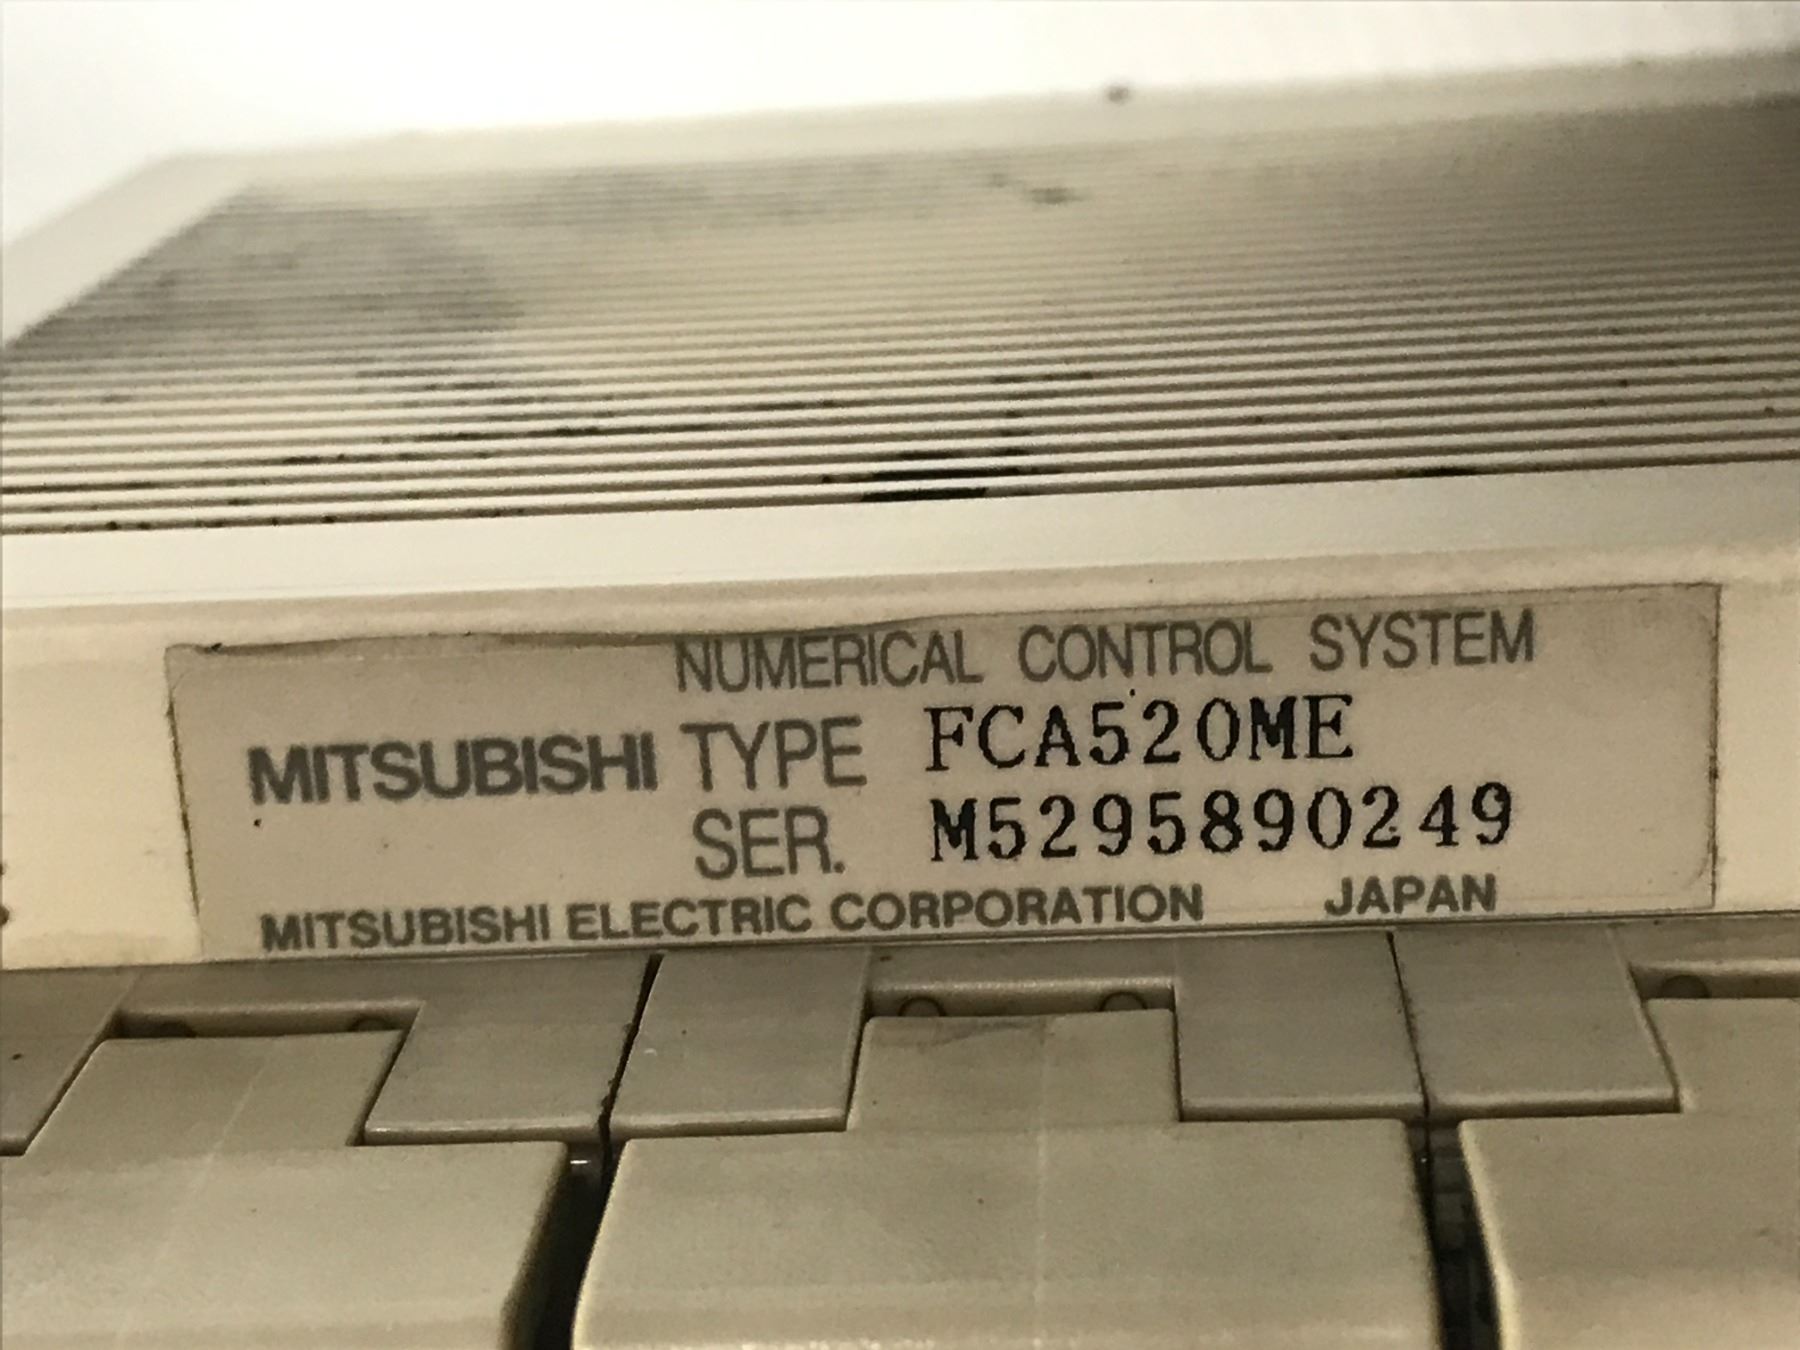 NUMERICAL CONTROL SYSTEM
MITSUBISHI TYPE FCA520ME
SER. M5295890249
MITSUBISHI ELECTRIC CORPORATION JAPAN